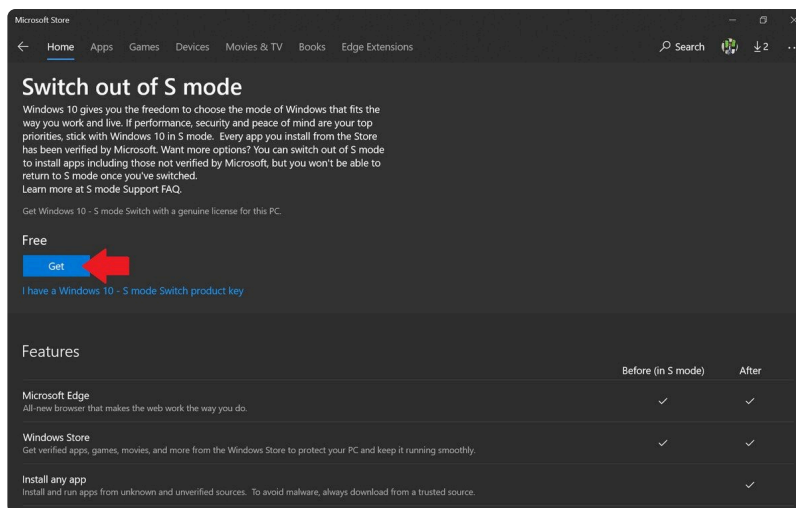 Microsoft Store
Home Apps Games Devices Movies & TV Books Edge Extensions Search 2
Switch out of S mode
Windows 10 gives you the freedom to choose the mode of Windows that fits the
way you work and live. If performance, security and peace of mind are your top
priorities, stick with Windows 10 in S mode. Every app you install from the Store
has been verified by Microsoft. Want more options? You can switch out of S mode
to install apps including those not verified by Microsoft, but you won't be able to
return to S mode once you've switched.
Learn more at S mode Support FAQ.
Get Windows 10 - S mode Switch with a genuine license for this PC.
Free
Get
I have a Windows 10 - S mode Switch product key
Features
Before (in S mode) After
Microsoft Edge
All-new browser that makes the web work the way you do.
Windows Store
Get verified apps, games, movies, and more from the Windows Store to protect your PC and keep it running smoothly.
Install any app
Install and run apps from unknown and unverified sources. To avoid malware, always download from a trusted source.